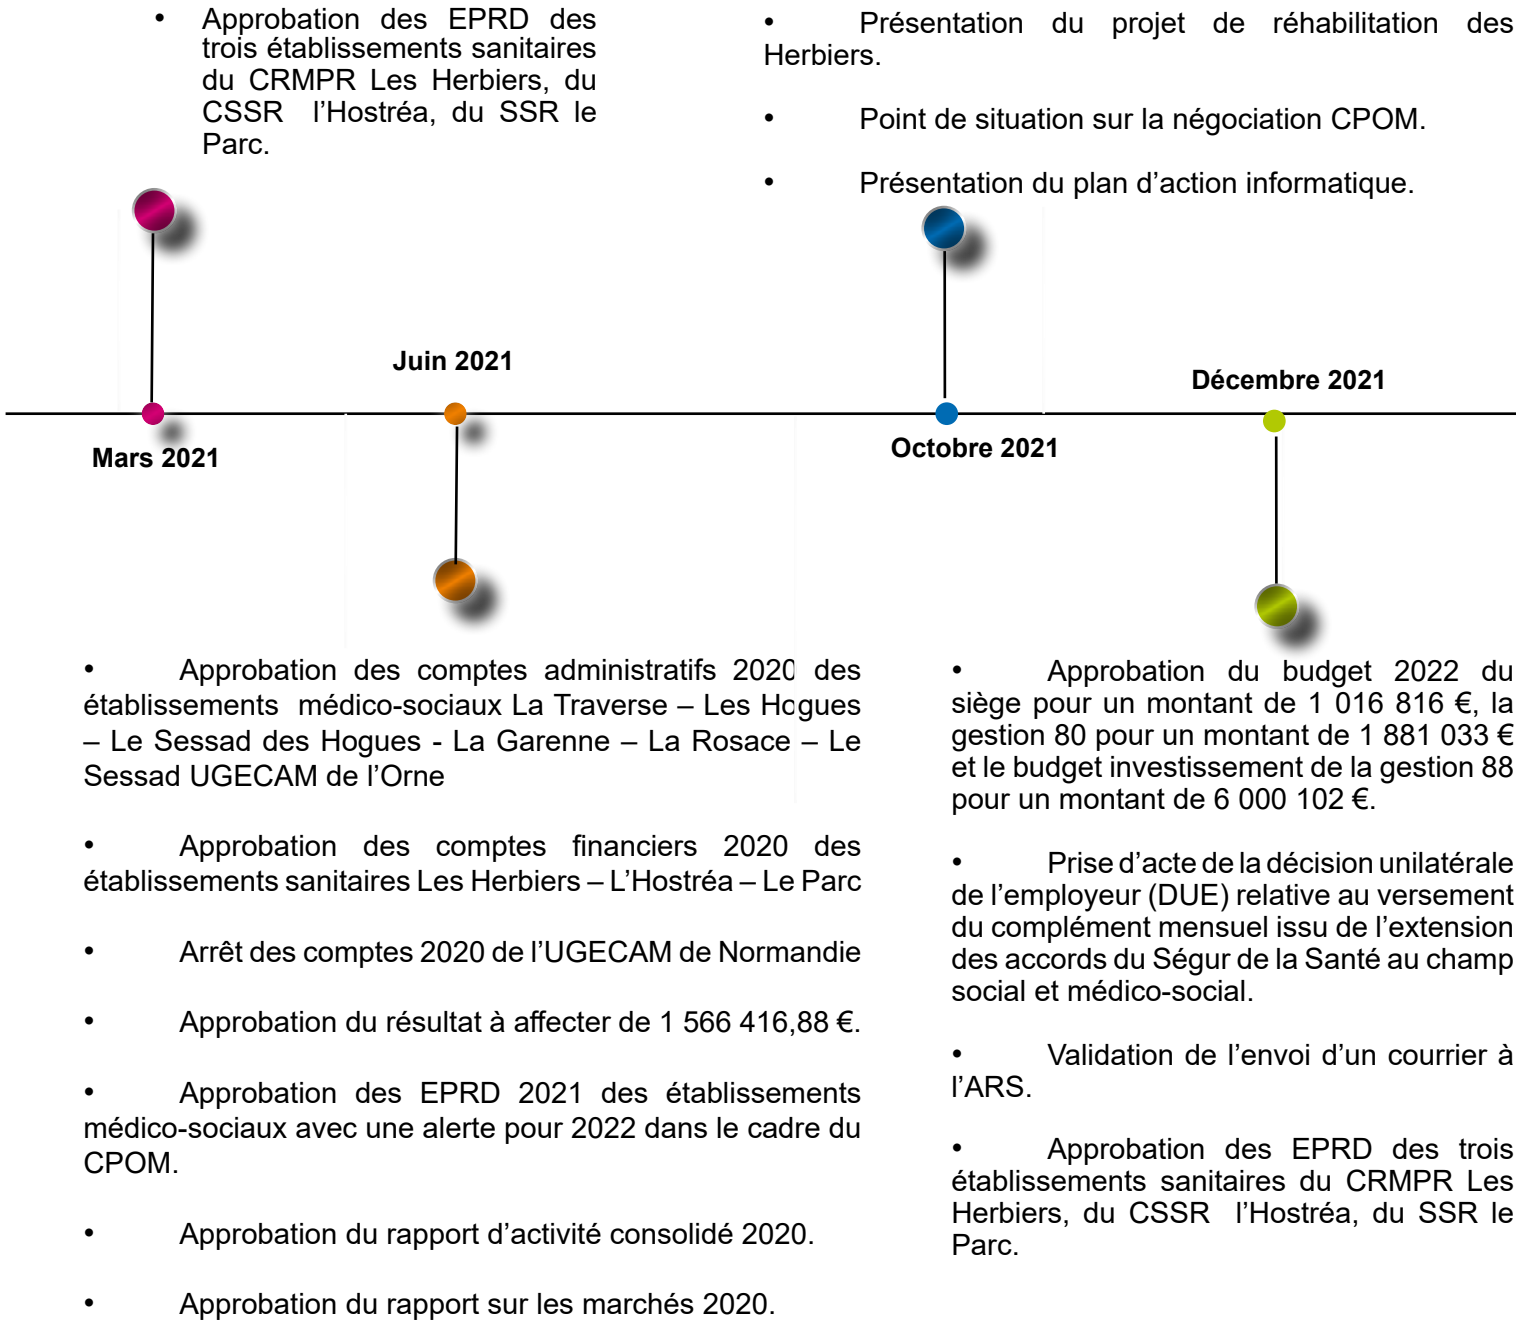 • Approbation des EPRD des
trois établissements sanitaires
du CRMPR Les Herbiers, du
CSSR l’Hostréa, du SSR le
Parc.
• Présentation du projet de réhabilitation des
Herbiers.
• Point de situation sur la négociation CPOM.
• Présentation du plan d’action informatique.
Juin 2021
Décembre 2021
Mars 2021
Octobre 2021
• Approbation des comptes administratifs 2020 des
établissements médico-sociaux La Traverse – Les Hogues
– Le Sessad des Hogues - La Garenne – La Rosace – Le
Sessad UGECAM de l’Orne
• Approbation des comptes financiers 2020 des
établissements sanitaires Les Herbiers – L’Hostréa – Le Parc
• Arrêt des comptes 2020 de l’UGECAM de Normandie
• Approbation du résultat à affecter de 1 566 416,88 €.
• Approbation des EPRD 2021 des établissements
médico-sociaux avec une alerte pour 2022 dans le cadre du
CPOM.
• Approbation du rapport d’activité consolidé 2020.
• Approbation du rapport sur les marchés 2020.
• Approbation du budget 2022 du
siège pour un montant de 1 016 816 €, la
gestion 80 pour un montant de 1 881 033 €
et le budget investissement de la gestion 88
pour un montant de 6 000 102 €.
• Prise d’acte de la décision unilatérale
de l’employeur (DUE) relative au versement
du complément mensuel issu de l’extension
des accords du Ségur de la Santé au champ
social et médico-social.
• Validation de l’envoi d’un courrier à
l’ARS.
• Approbation des EPRD des trois
établissements sanitaires du CRMPR Les
Herbiers, du CSSR l’Hostréa, du SSR le
Parc.